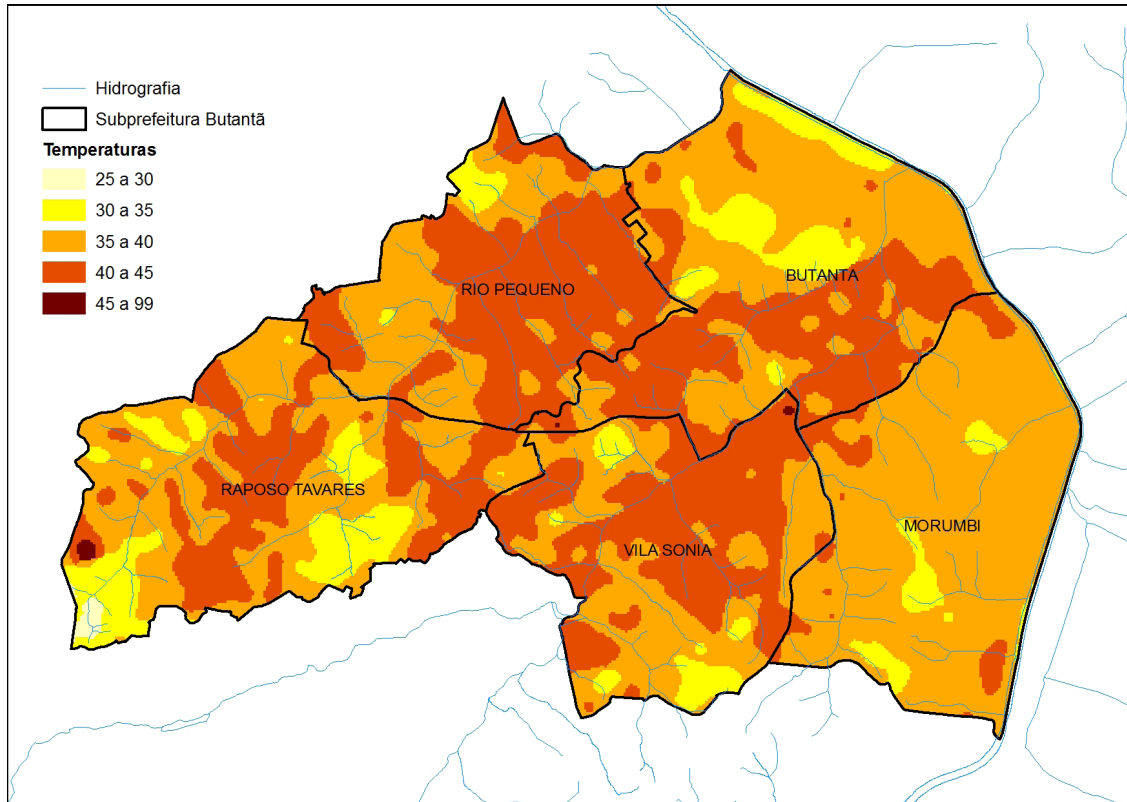 Hidrografia
Subprefeitura Butantã
Temperaturas
25 a 30
30 a 35
35 a 40
40 a 45
45 a 99
RIO PEQUENO
BUTANTA
RAPOSO TAVARES
VILA SONIA
MORUMBI